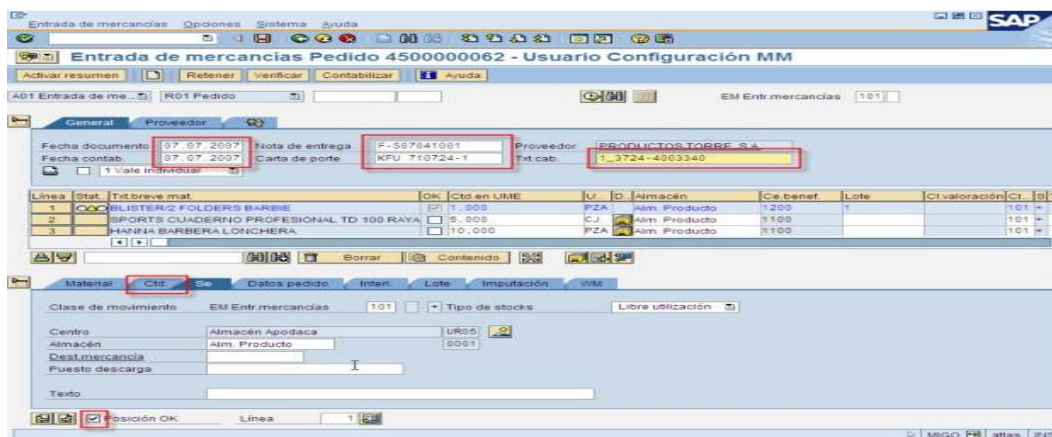 Entrada de mercancías Opciones Sistema Ayuda
SAP
Entrada de mercancías Pedido 4500000062 - Usuario Configuración MM
Activar resumen Retener Verificar Contabilizar Ayuda
A01 Entrada de me... R01 Pedido EM Entr.mercancías 101
General Proveedor
Fecha documento 07.07.2007 Nota de entrega F-S07841001 Proveedor PRODUCTOS TORRE, S.A.
Fecha contab. 07.07.2007 Carta de porte KFU 710724-1 Txt.cab. 1_3724-4003340
1 Vale individual
Línea Stat. Txt.breve mat. OK Ctd.en UME U... D.. Almacén Ce.benef. Lote Cl.valoración Cl... S T
1 BLISTER/2 FOLDERS BARBIE 1.000 PZA Alm. Producto 1200 1 101 +
2 SPORTS CUADERNO PROFESIONAL TD 100 RAYA 5.000 CJ Alm. Producto 1100 101 +
3 HANNA BARBERA LONCHERA 10.000 PZA Alm. Producto 1100 101 +
Borrar Contenido
Material Ctd. Se Datos pedido Interl. Lote Imputación WM
Clase de movimiento EM Entr.mercancías 101 + Tipo de stocks Libre utilización
Centro Almacén Apodaca UR05
Almacén Alm. Producto 0001
Dest.mercancía
Puesto descarga
Texto
Posición OK Línea 1
MIGO atlas INS